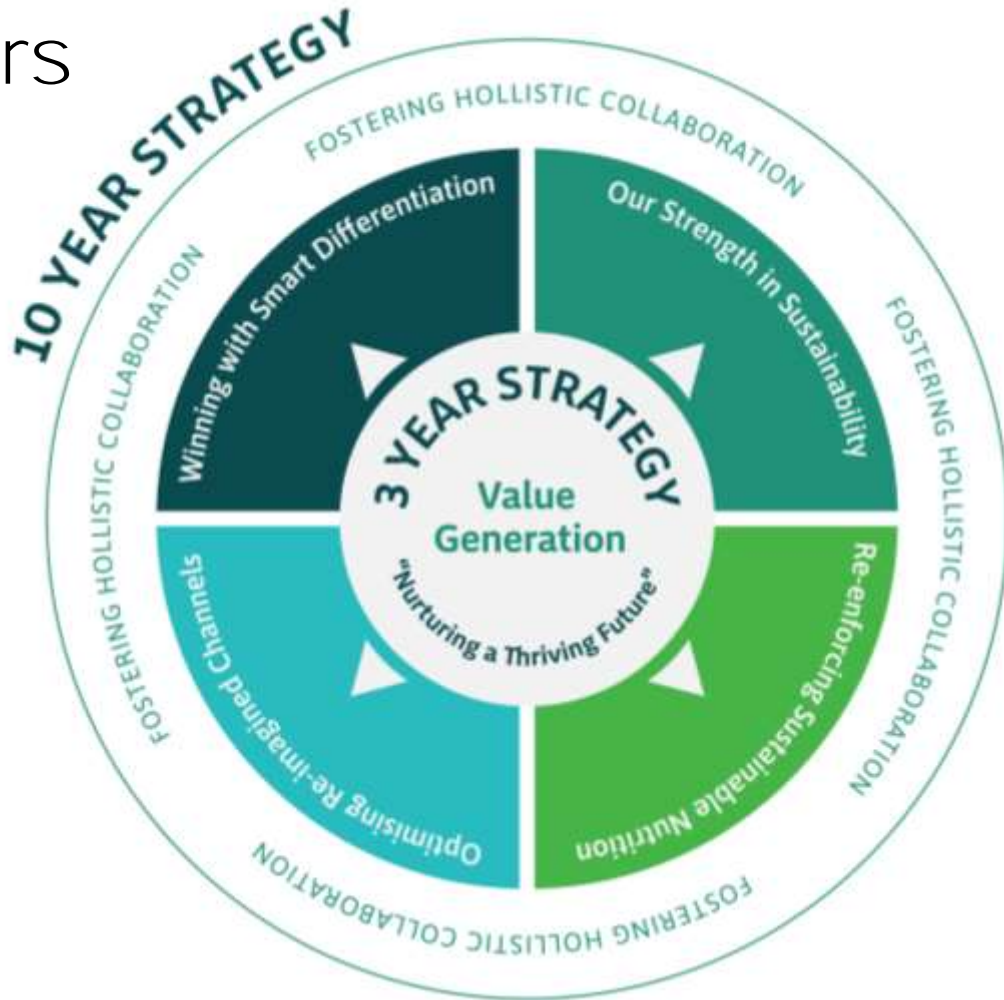 rs
10 YEAR STRATEGY
FOSTERING HOLLISTIC COLLABORATION
FOSTERING HOLLISTIC COLLABORATION
FOSTERING HOLLISTIC COLLABORATION
FOSTERING HOLLISTIC COLLABORATION
Winning with Smart Differentiation
Our Strength in Sustainability
Re-enforcing Sustainable Nutrition
Optimising Re-imagined Channels
3 YEAR STRATEGY
Value
Generation
"Nurturing a Thriving Future"